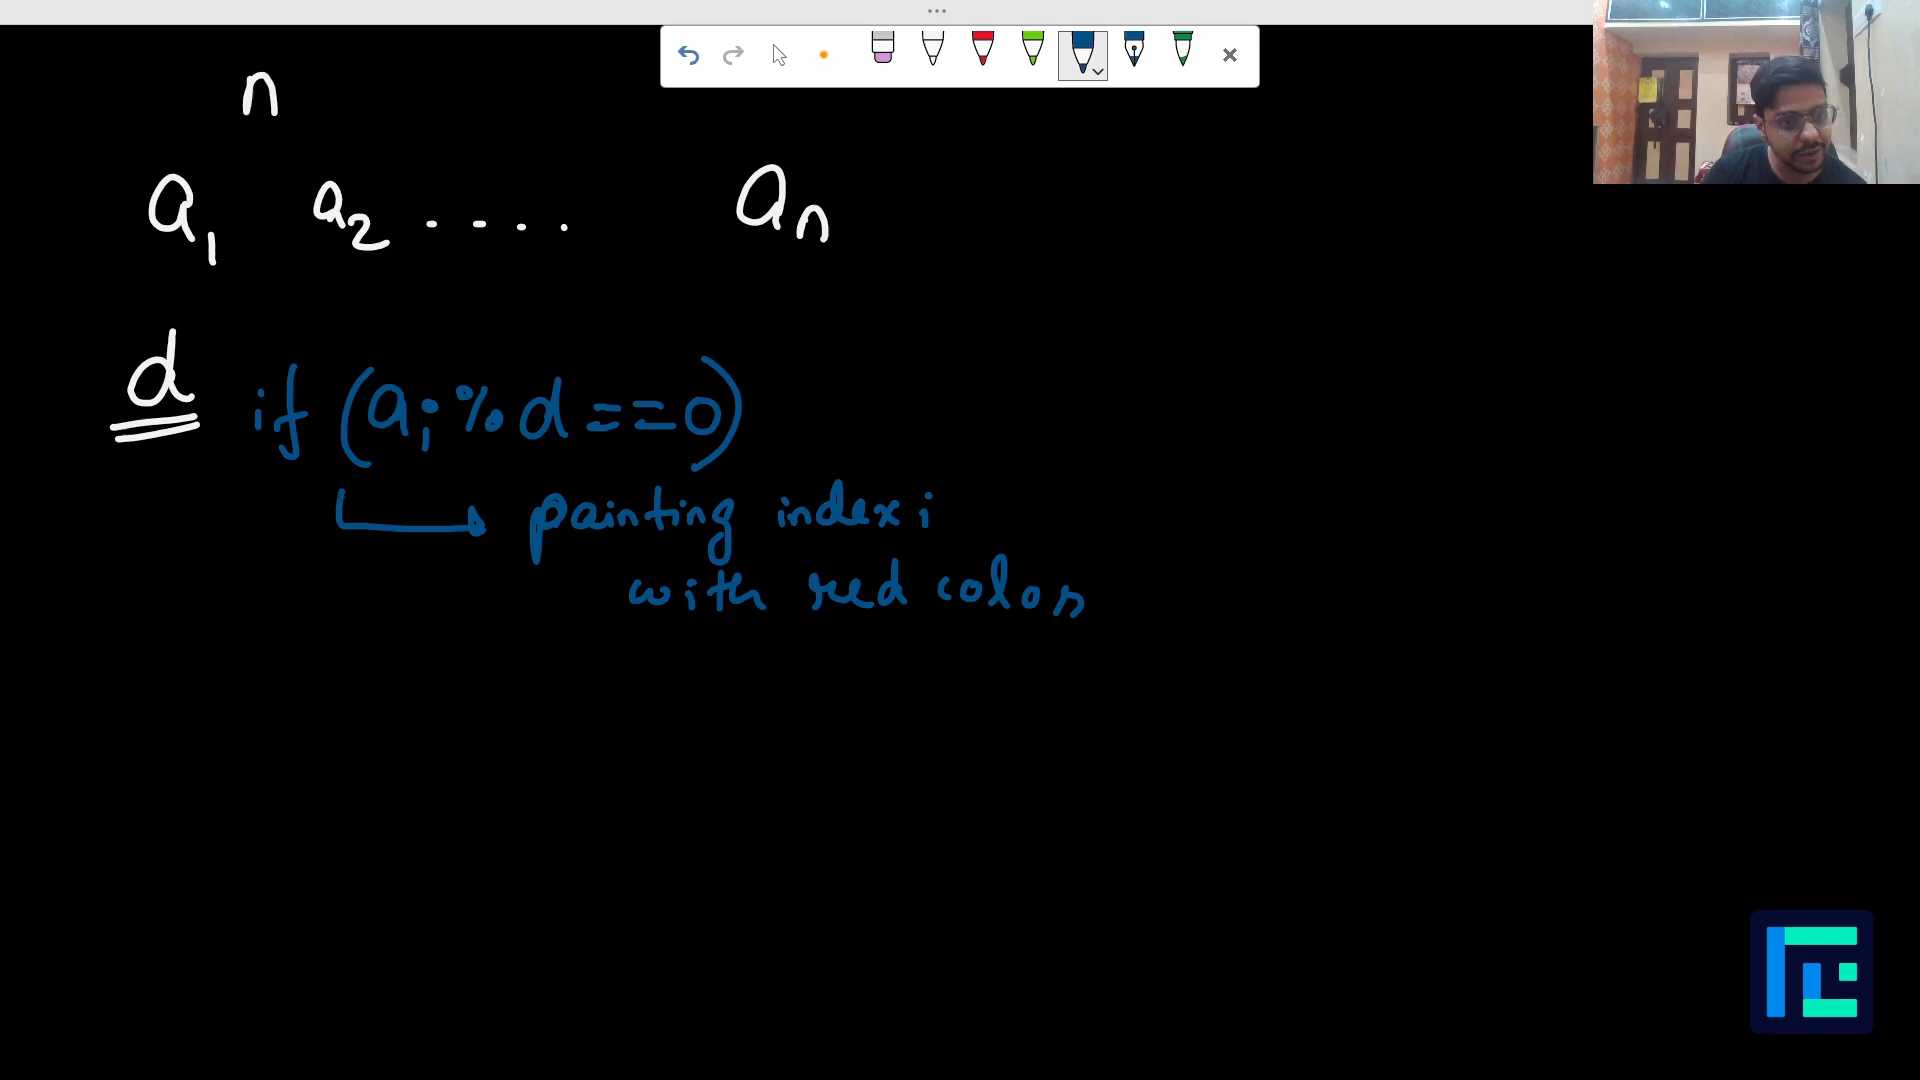 n
a1 a2 .... an
d if (ai % d == 0)
painting index i
with red color